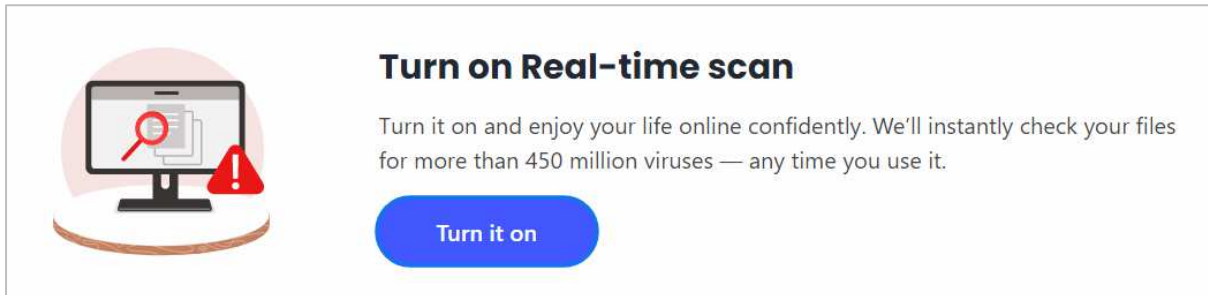 Turn on Real-time scan
Turn it on and enjoy your life online confidently. We'll instantly check your files
for more than 450 million viruses — any time you use it.
Turn it on